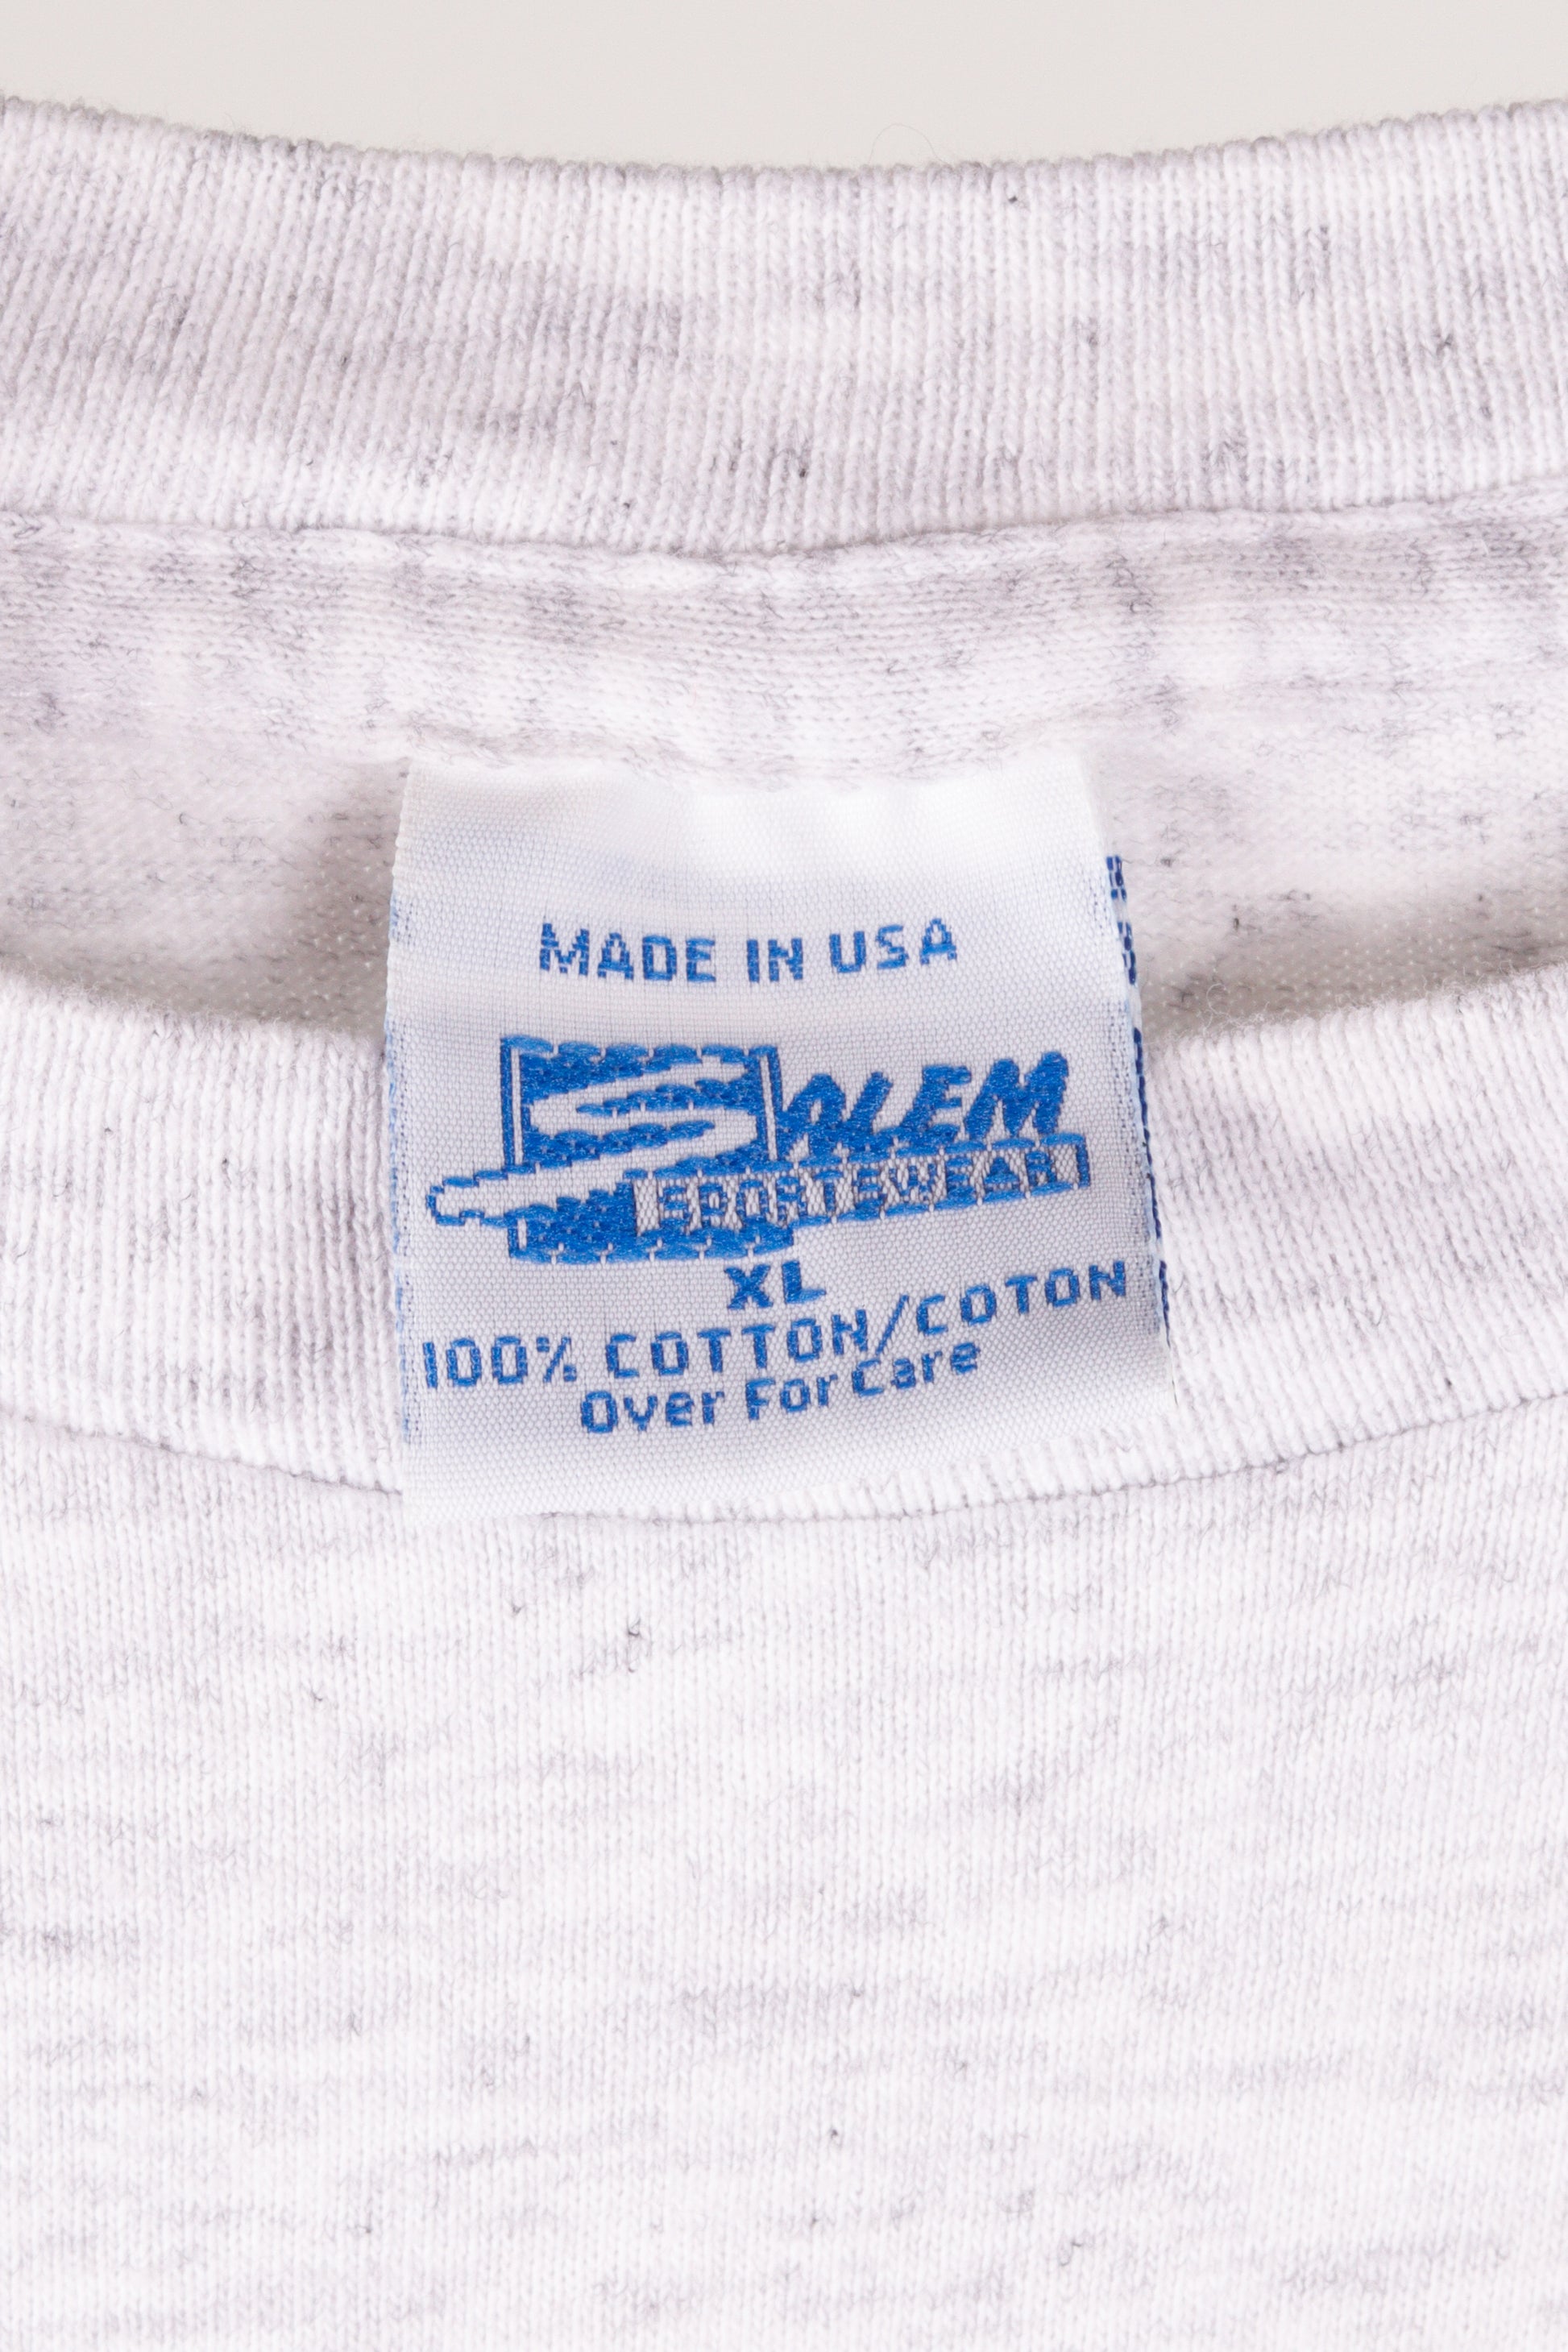 MADE IN USA
SALEM
SPORTSWEAR
XL
100% COTTON/COTON
Over For Care